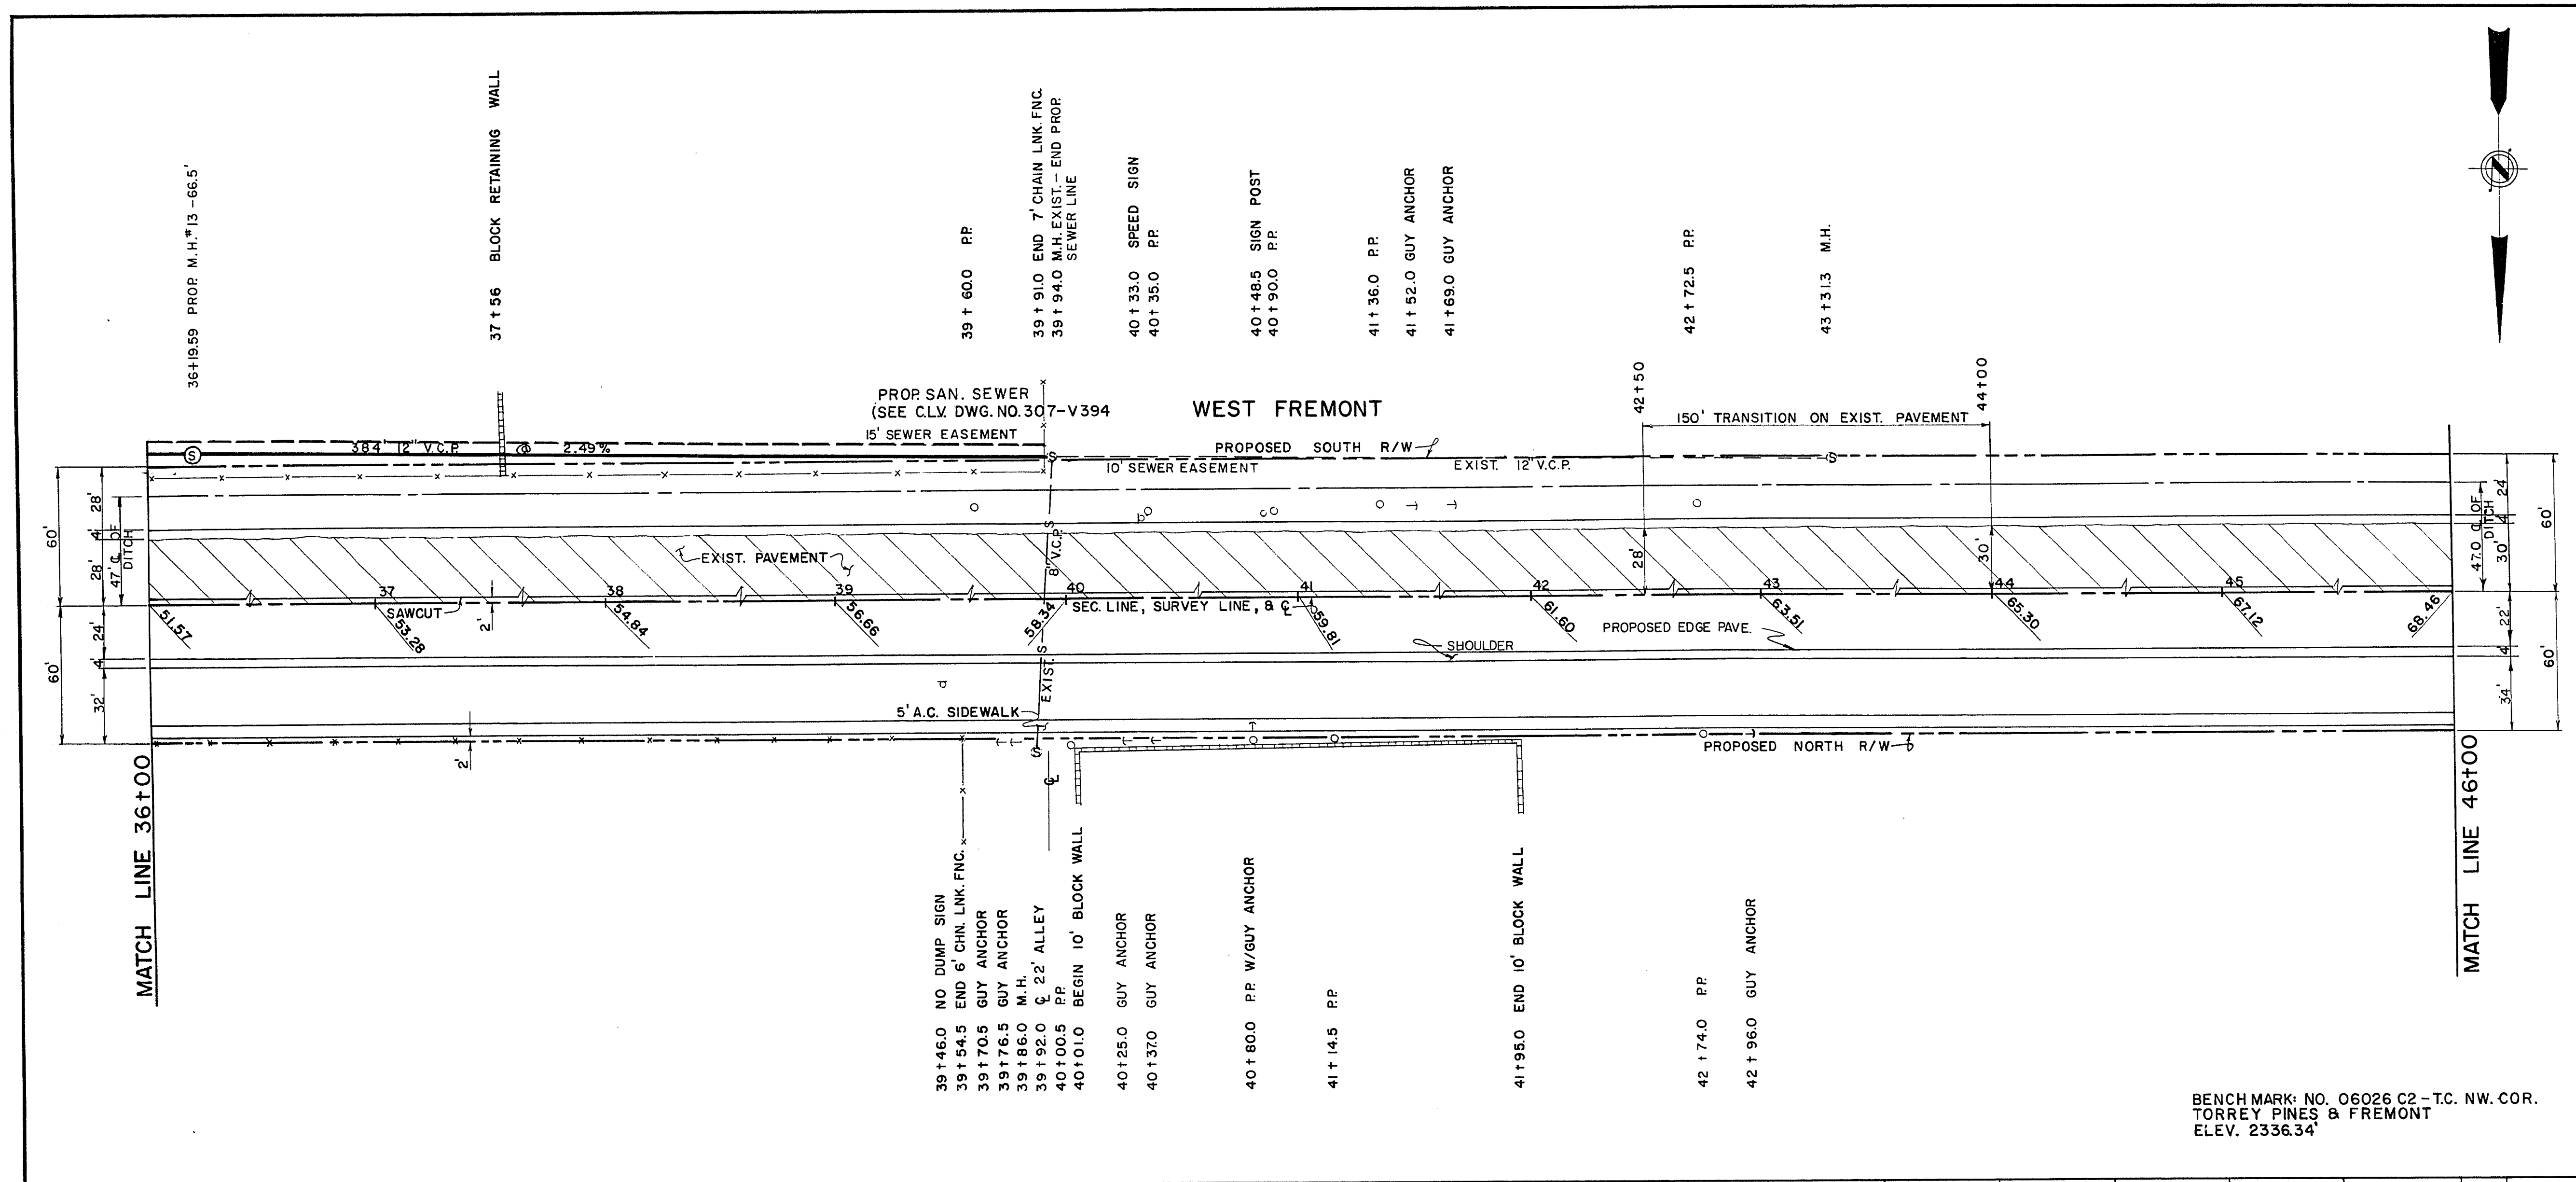 36+19.59 PROP. M.H.#13-66.5'
37+56 BLOCK RETAINING WALL
39+60.0 P.P.
39+91.0 END 7' CHAIN LNK. FNC.
39+94.0 M.H. EXIST. - END PROP.
SEWER LINE
40+33.0 SPEED SIGN
40+35.0 P.P.
40+48.5 SIGN POST
40+90.0 P.P.
41+36.0 P.P.
41+52.0 GUY ANCHOR
41+69.0 GUY ANCHOR
42+72.5 P.P.
43+31.3 M.H.
N
PROP. SAN. SEWER
(SEE C.L.V. DWG. NO. 307-V394
WEST FREMONT
42+50
150' TRANSITION ON EXIST. PAVEMENT
44+00
15' SEWER EASEMENT
S
384' 12" V.C.P. @ 2.49%
S
PROPOSED SOUTH R/W
10' SEWER EASEMENT
EXIST. 12" V.C.P.
S
60'
28'
4'
28'
47' ℄ OF
DITCH
EXIST. PAVEMENT
8" V.C.P. S
28'
30'
24'
4'
30'
47.0 ℄ OF
DITCH
60'
37
38
39
40
41
42
43
44
45
SAWCUT
2'
SEC. LINE, SURVEY LINE, & ℄
51.57
53.28
54.84
56.66
58.34
59.81
61.60
63.51
65.30
67.12
68.46
PROPOSED EDGE PAVE.
SHOULDER
60'
24'
4'
32'
EXIST. S
22'
4'
34'
60'
5' A.C. SIDEWALK
2'
S
℄
PROPOSED NORTH R/W
MATCH LINE 36+00
MATCH LINE 46+00
39+46.0 NO DUMP SIGN
39+54.5 END 6' CHN. LNK. FNC.
39+70.5 GUY ANCHOR
39+76.5 GUY ANCHOR
39+86.0 M.H.
39+92.0 ℄ 22' ALLEY
40+00.5 P.P.
40+01.0 BEGIN 10' BLOCK WALL
40+25.0 GUY ANCHOR
40+37.0 GUY ANCHOR
40+80.0 P.P. W/GUY ANCHOR
41+14.5 P.P.
41+95.0 END 10' BLOCK WALL
42+74.0 P.P.
42+96.0 GUY ANCHOR
BENCH MARK: NO. 06026 C2-T.C. NW. COR.
TORREY PINES & FREMONT
ELEV. 2336.34'